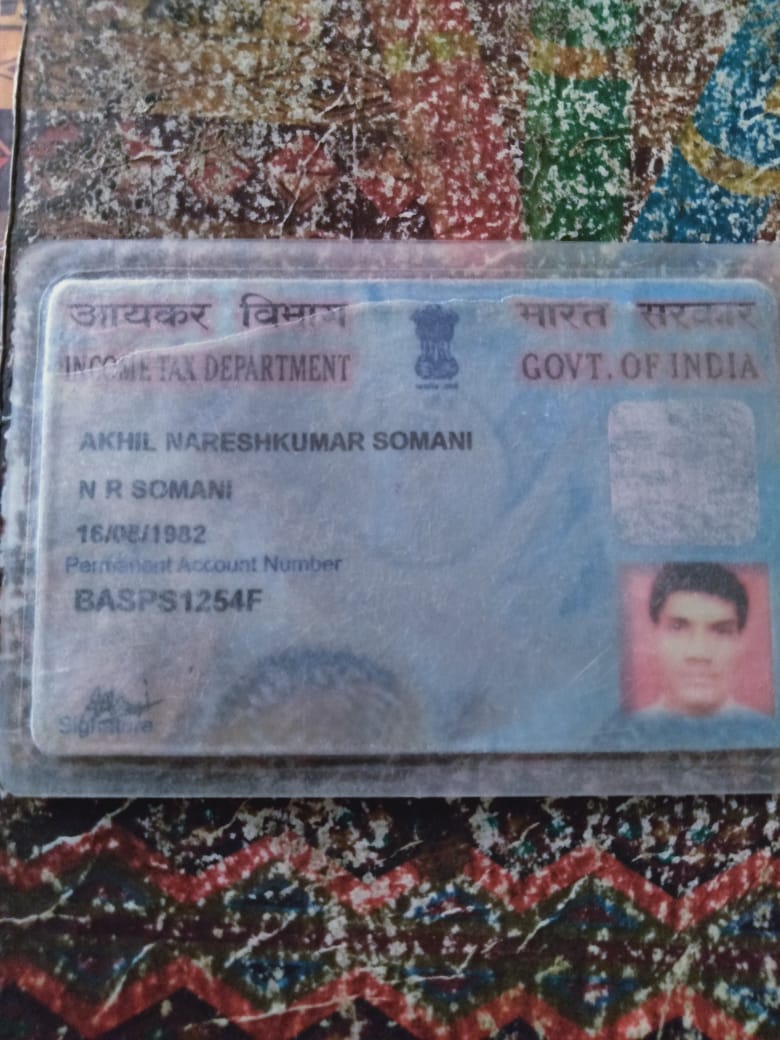 आयकर विभाग भारत सरकार
INCOME TAX DEPARTMENT GOVT. OF INDIA
AKHIL NARESHKUMAR SOMANI
N R SOMANI
16/08/1982
Permanent Account Number
BASPS1254F
Signature